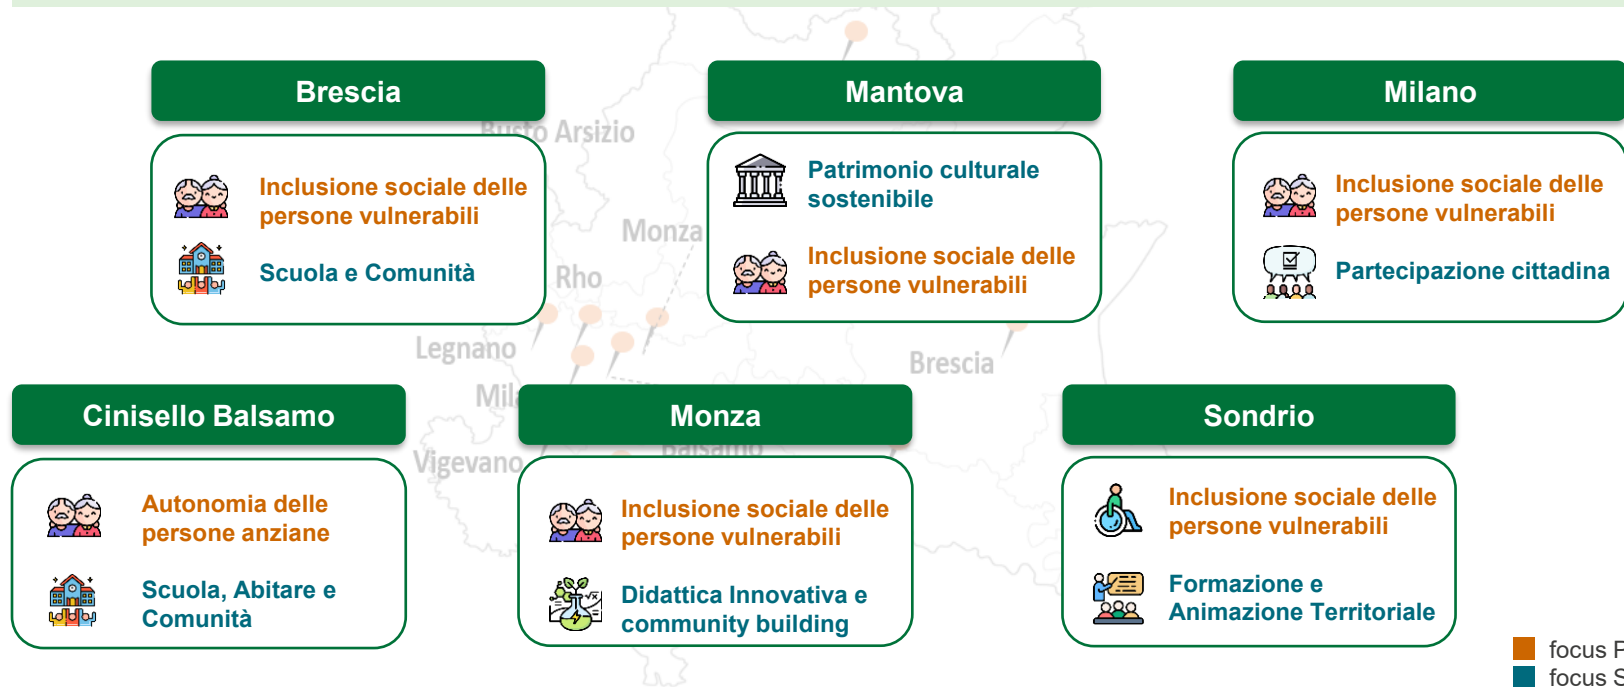 Brescia
Mantova
Milano
Busto Arsizio
Inclusione sociale delle
persone vulnerabili
Scuola e Comunità
Patrimonio culturale
sostenibile
Inclusione sociale delle
persone vulnerabili
Inclusione sociale delle
persone vulnerabili
Partecipazione cittadina
Monza
Rho
Legnano
Brescia
Cinisello Balsamo
Monza
Sondrio
Vigevano
Balsamo
Autonomia delle
persone anziane
Scuola, Abitare e
Comunità
Inclusione sociale delle
persone vulnerabili
Didattica Innovativa e
community building
Inclusione sociale delle
persone vulnerabili
Formazione e
Animazione Territoriale
focus
focus